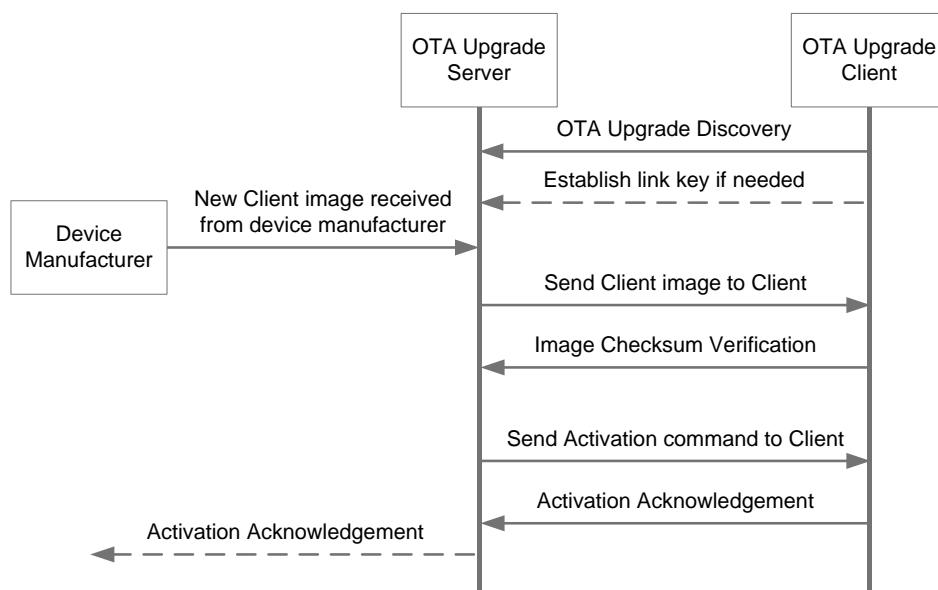 OTA Upgrade
Server
OTA Upgrade
Client
OTA Upgrade Discovery
Establish link key if needed
New Client image received
from device manufacturer
Device
Manufacturer
Send Client image to Client
Image Checksum Verification
Send Activation command to Client
Activation Acknowledgement
Activation Acknowledgement